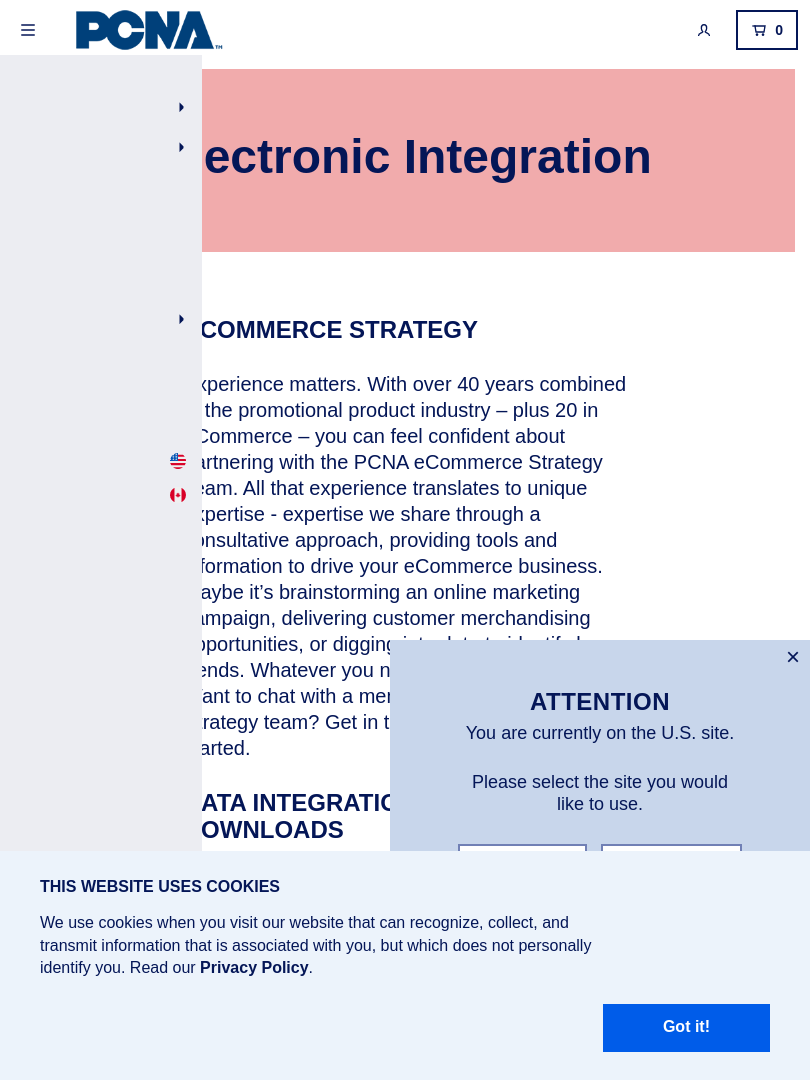 PCNA™
0
ectronic Integration
COMMERCE STRATEGY
xperience matters. With over 40 years combined
the promotional product industry – plus 20 in
Commerce – you can feel confident about
artnering with the PCNA eCommerce Strategy
eam. All that experience translates to unique
xpertise - expertise we share through a
onsultative approach, providing tools and
formation to drive your eCommerce business.
aybe it’s brainstorming an online marketing
ampaign, delivering customer merchandising
pportunities, or digging
ends. Whatever you n
ant to chat with a mer
rategy team? Get in t
arted.
ATA INTEGRATIO
OWNLOADS
×
ATTENTION
You are currently on the U.S. site.
Please select the site you would
like to use.
THIS WEBSITE USES COOKIES
We use cookies when you visit our website that can recognize, collect, and
transmit information that is associated with you, but which does not personally
identify you. Read our Privacy Policy.
Got it!